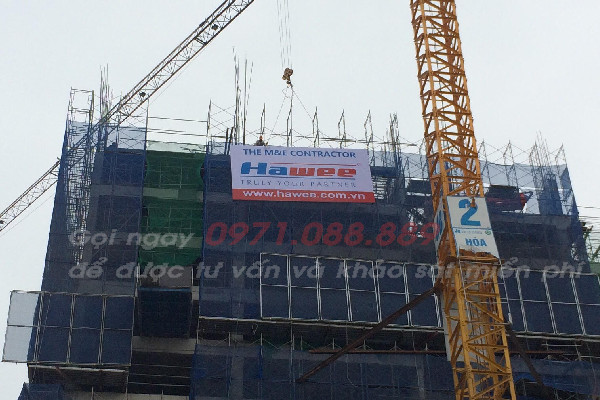 THE M&E CONTRACTOR
Hawee
TRULY YOUR PARTNER
www.hawee.com.vn
2
HÒA
Gọi ngay 0971.088.889
để được tư vấn và khảo sát miễn phí